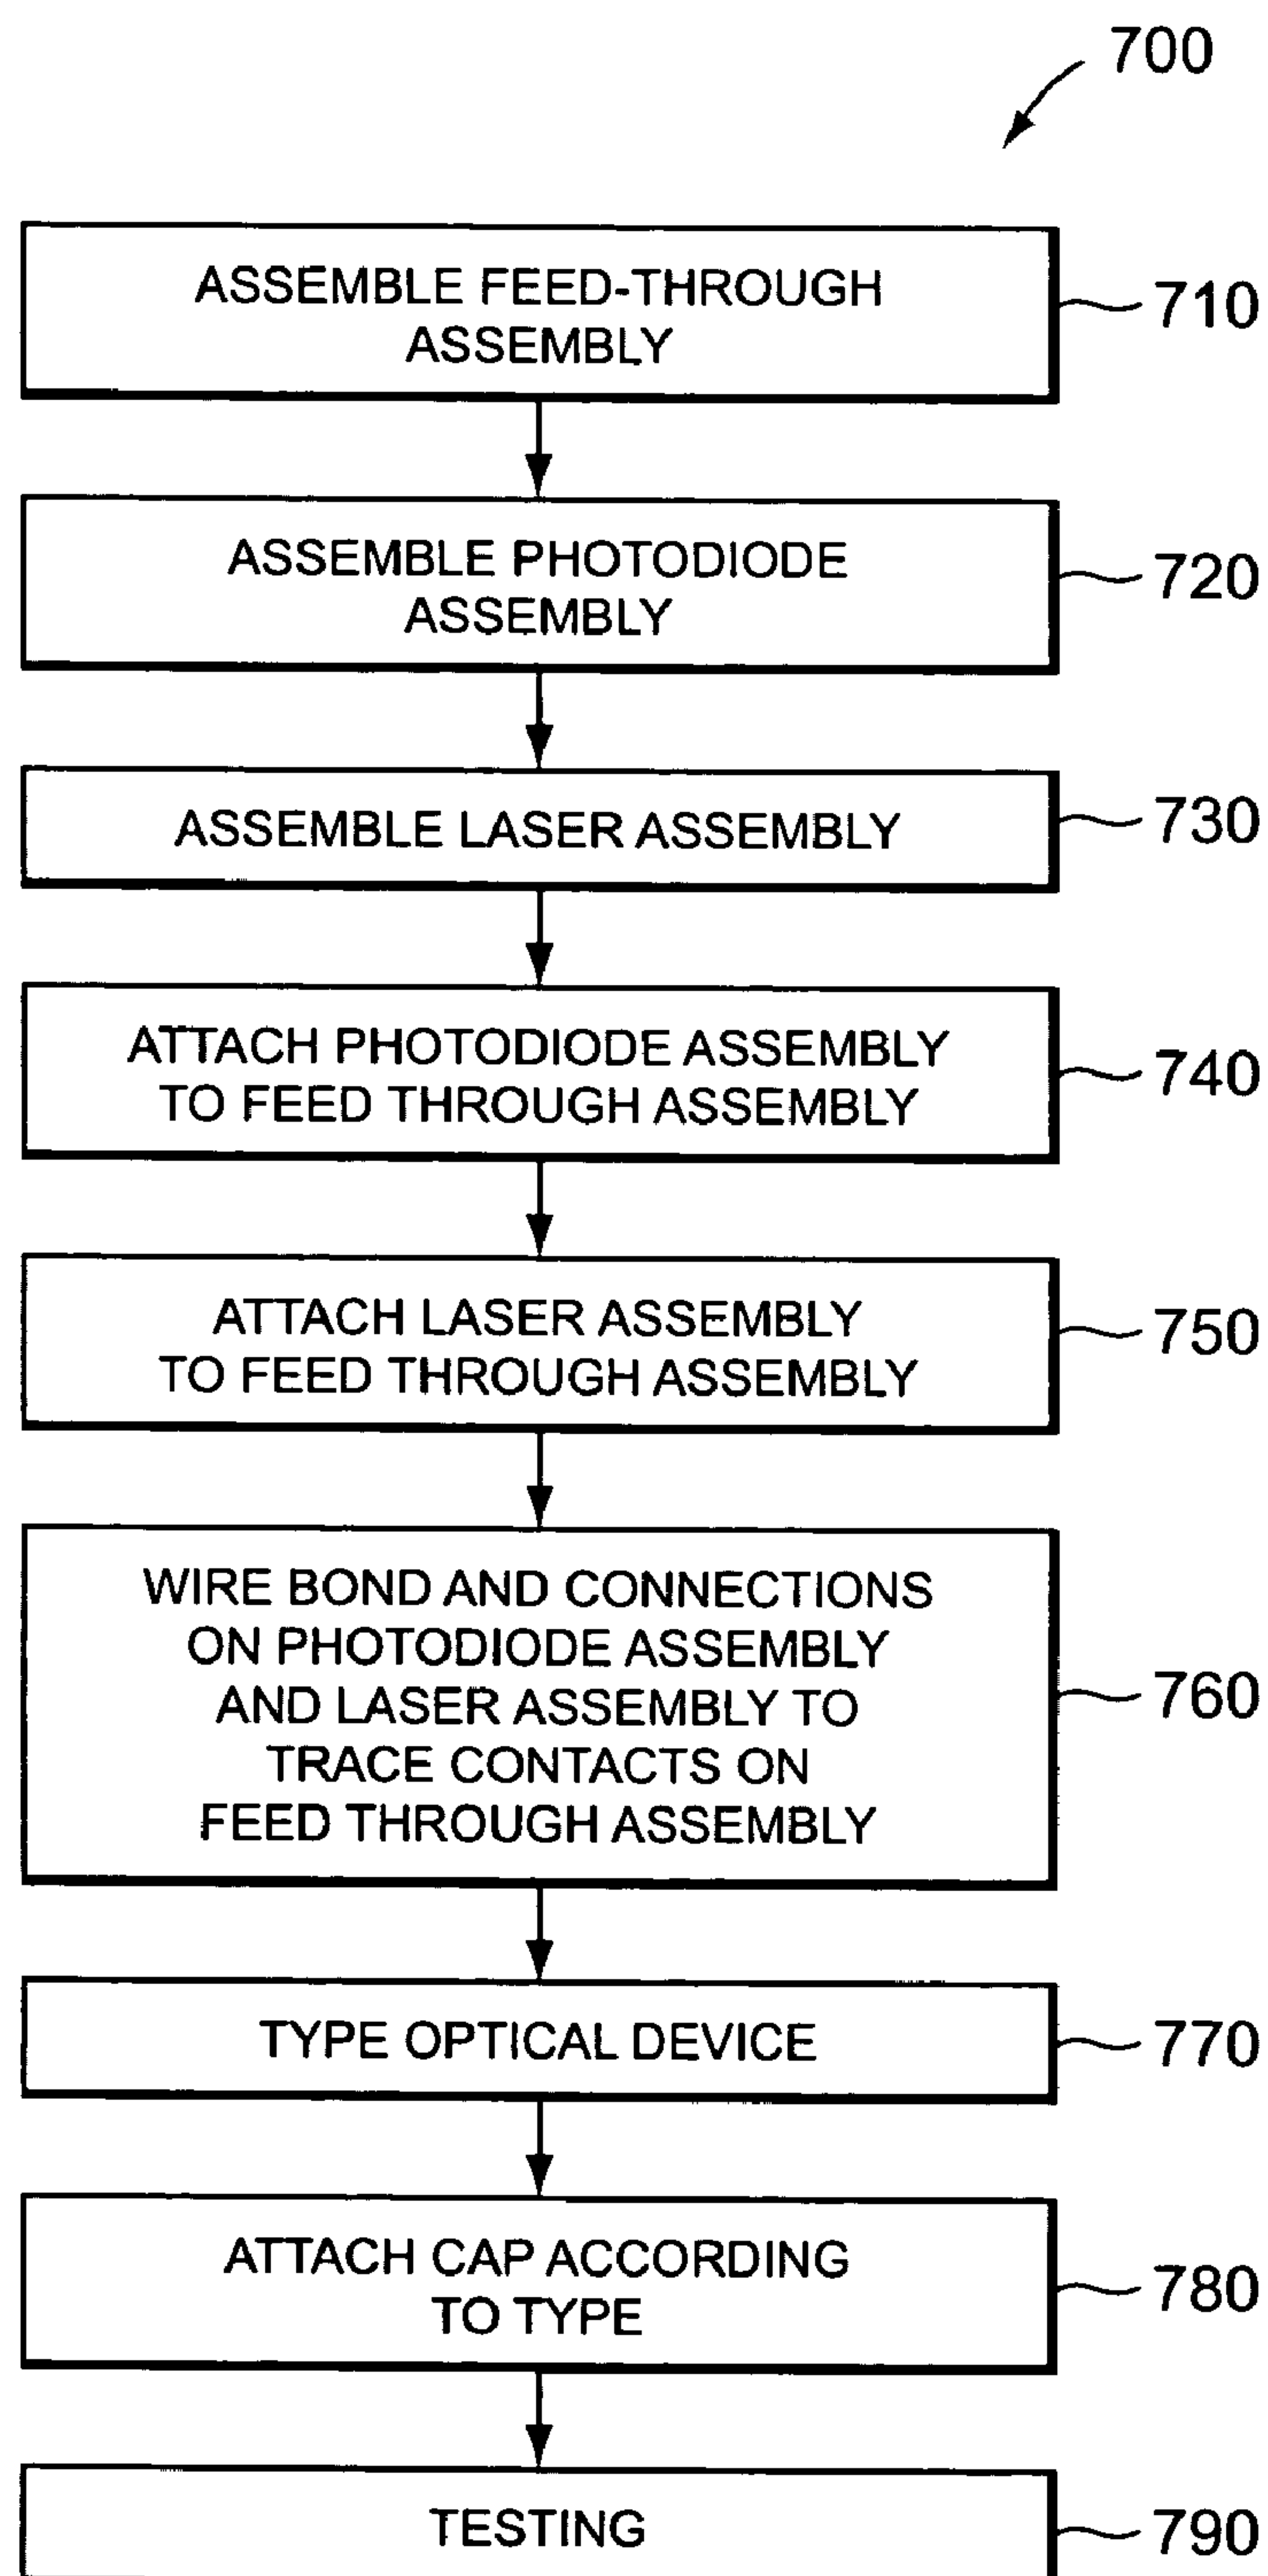 700
ASSEMBLE FEED-THROUGH
ASSEMBLY
710
ASSEMBLE PHOTODIODE
ASSEMBLY
720
ASSEMBLE LASER ASSEMBLY
730
ATTACH PHOTODIODE ASSEMBLY
TO FEED THROUGH ASSEMBLY
740
ATTACH LASER ASSEMBLY
TO FEED THROUGH ASSEMBLY
750
WIRE BOND AND CONNECTIONS
ON PHOTODIODE ASSEMBLY
AND LASER ASSEMBLY TO
TRACE CONTACTS ON
FEED THROUGH ASSEMBLY
760
TYPE OPTICAL DEVICE
770
ATTACH CAP ACCORDING
TO TYPE
780
TESTING
790